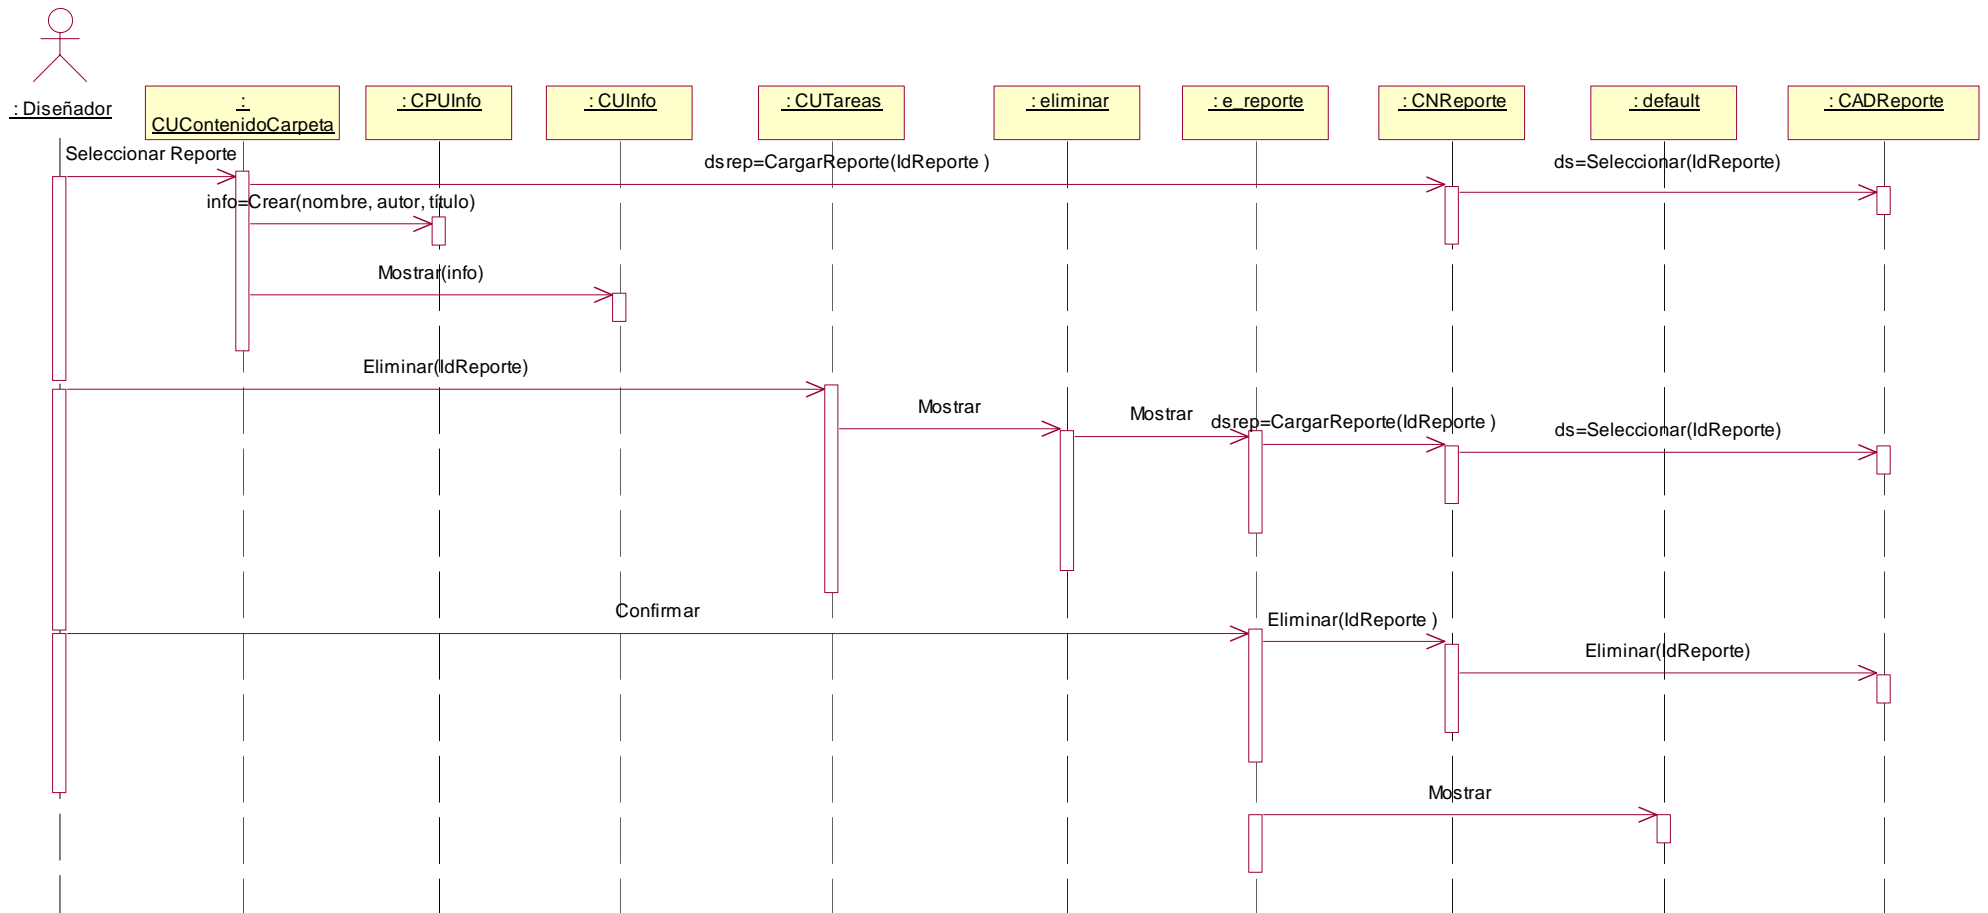 : Diseñador
:
CUContenidoCarpeta
: CPUInfo
: CUInfo
: CUTareas
: eliminar
: e_reporte
: CNReporte
: default
: CADReporte
Seleccionar Reporte
dsrep=CargarReporte(IdReporte )
ds=Seleccionar(IdReporte)
info=Crear(nombre, autor, título)
Mostrar(info)
Eliminar(IdReporte)
Mostrar
Mostrar
dsrep=CargarReporte(IdReporte )
ds=Seleccionar(IdReporte)
Confirmar
Eliminar(IdReporte )
Eliminar(IdReporte)
Mostrar